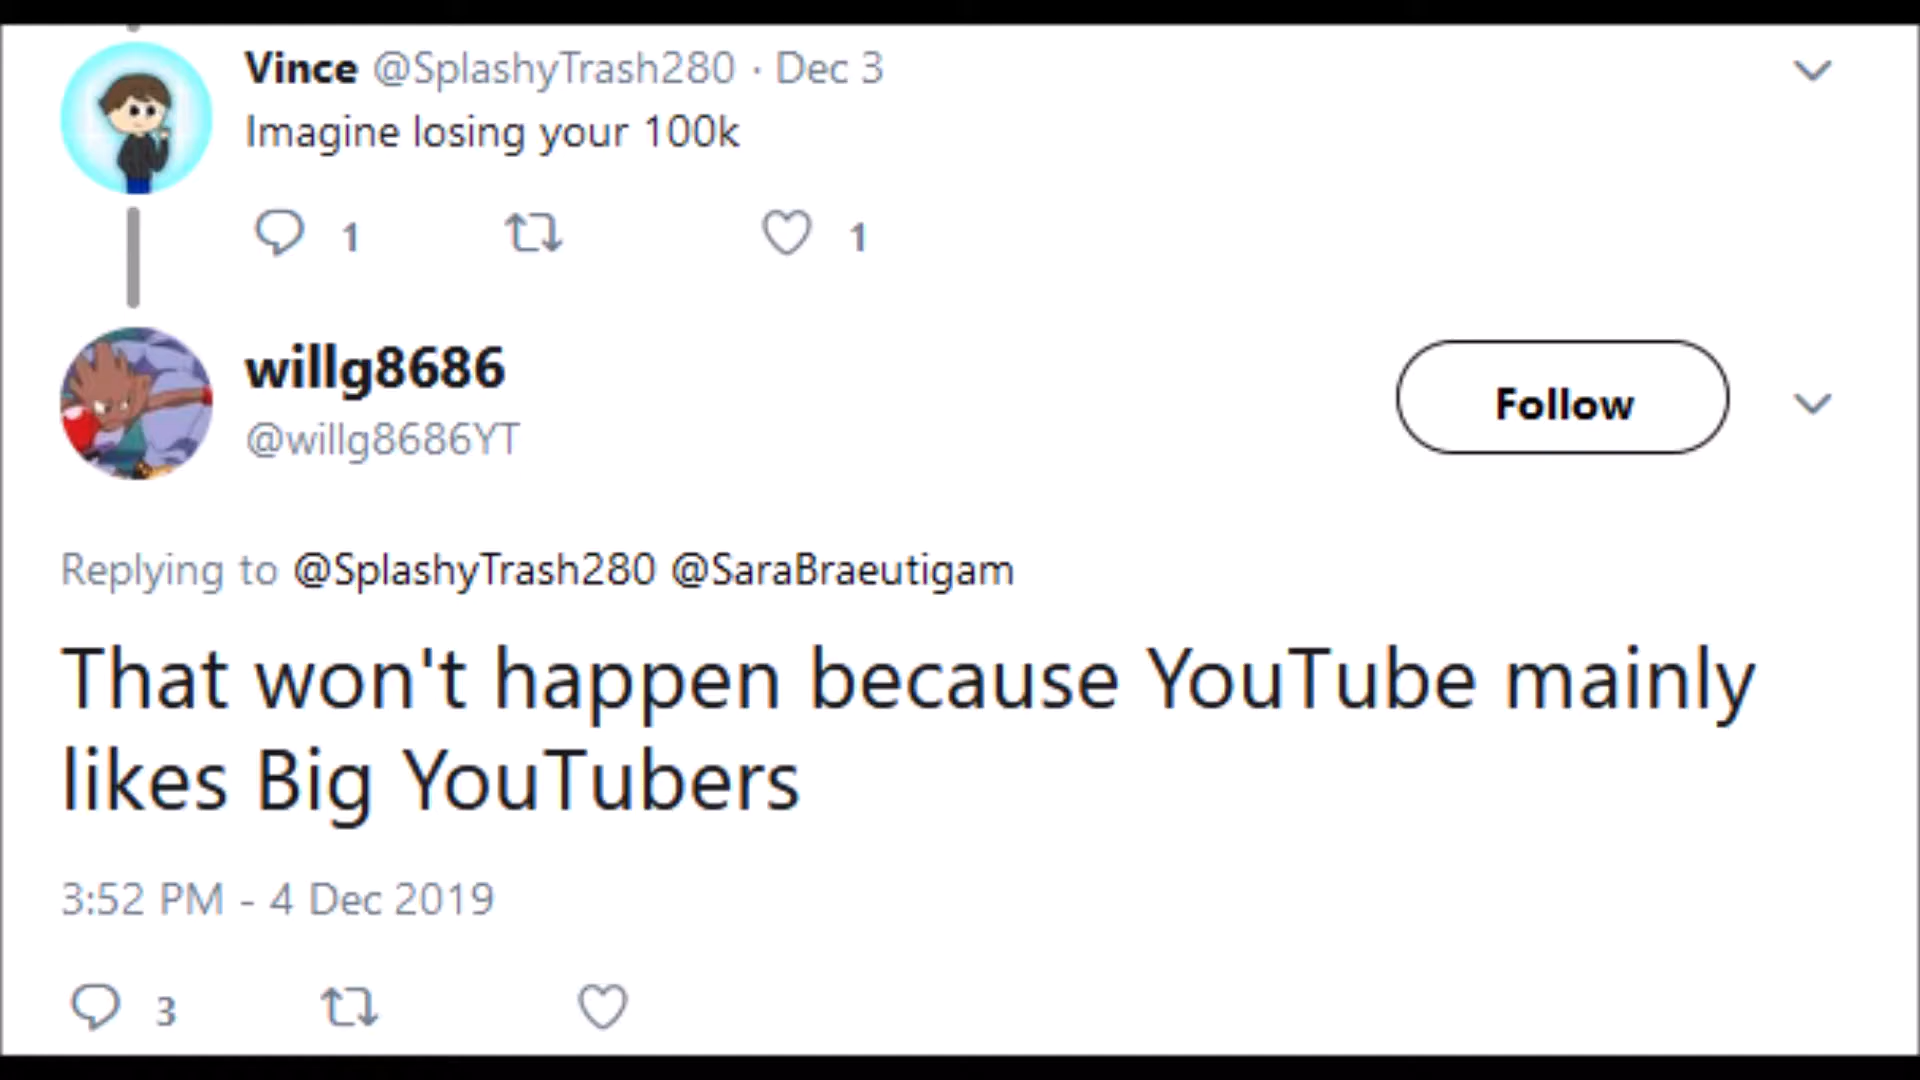 Vince @SplashyTrash280 · Dec 3
Imagine losing your 100k
1 1
willg8686
Follow
@willg8686YT
Replying to @SplashyTrash280 @SaraBraeutigam
That won't happen because YouTube mainly
likes Big YouTubers
3:52 PM - 4 Dec 2019
3